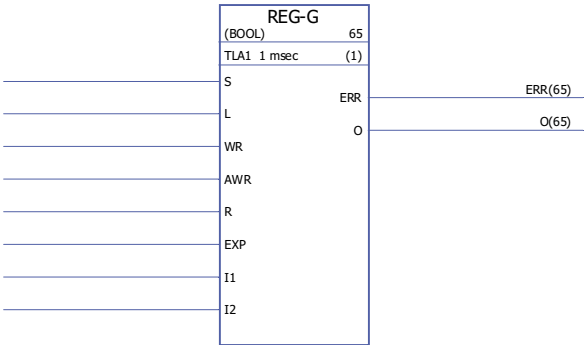 REG-G
(BOOL) 65
TLA1 1 msec (1)
S
ERR ERR(65)
L
O O(65)
WR
AWR
R
EXP
I1
I2